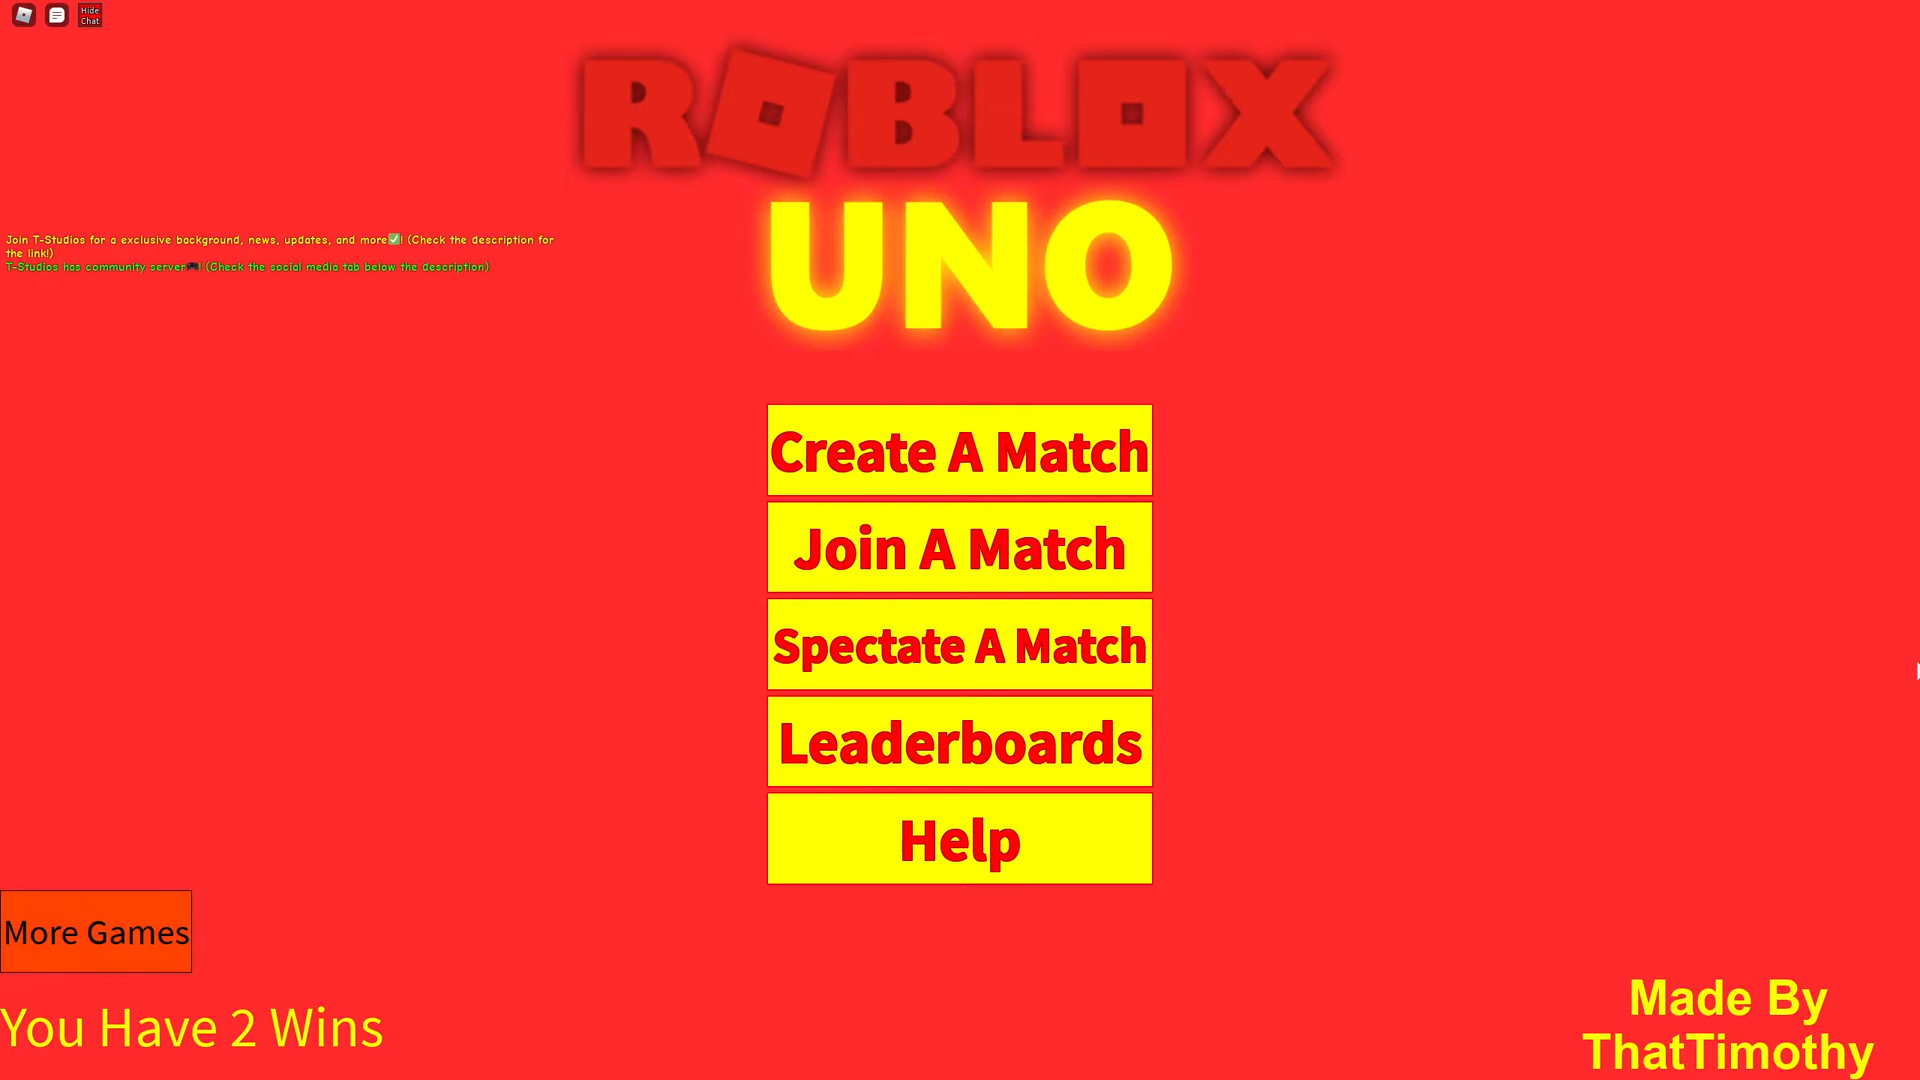 Hide
Chat
ROBLOX
UNO
Join T-Studios for a exclusive background, news, updates, and more✅! (Check the description for
the link!)
T-Studios has community server🎮! (Check the social media tab below the description)
Create A Match
Join A Match
Spectate A Match
Leaderboards
Help
More Games
You Have 2 Wins
Made By
ThatTimothy